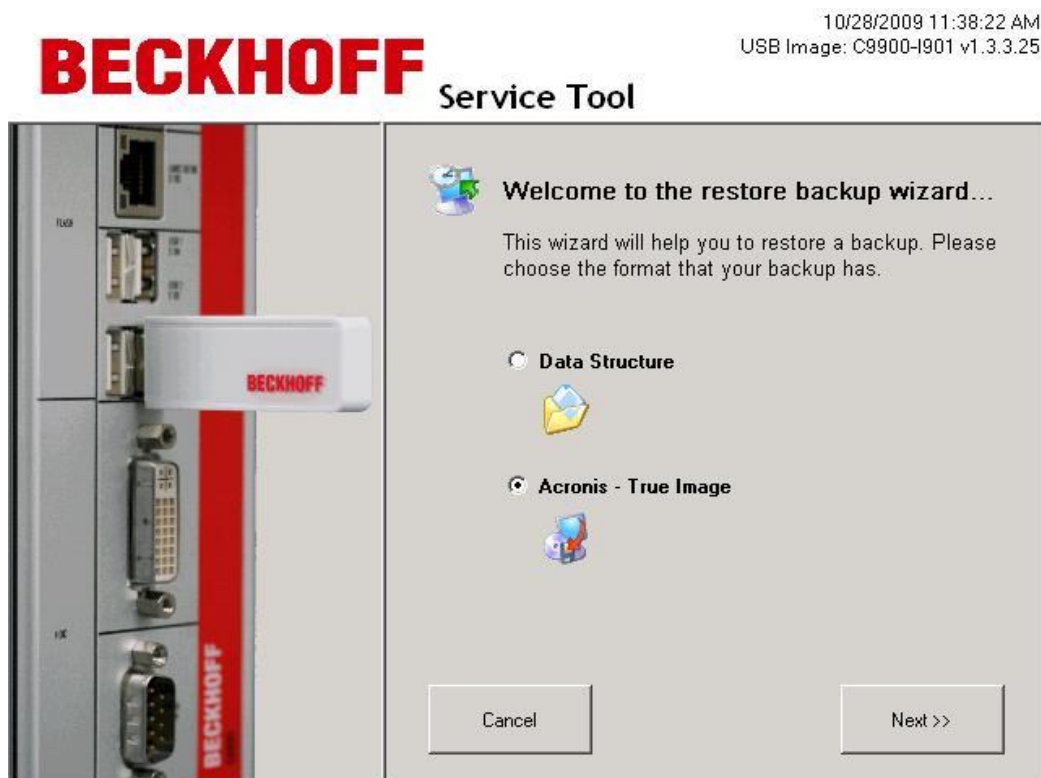 10/28/2009 11:38:22 AM
USB Image: C9900-I901 v1.3.3.25
BECKHOFF
Service Tool
FLASH
BECKHOFF
BECKHOFF
Welcome to the restore backup wizard...
This wizard will help you to restore a backup. Please
choose the format that your backup has.
Data Structure
Acronis - True Image
Cancel
Next >>